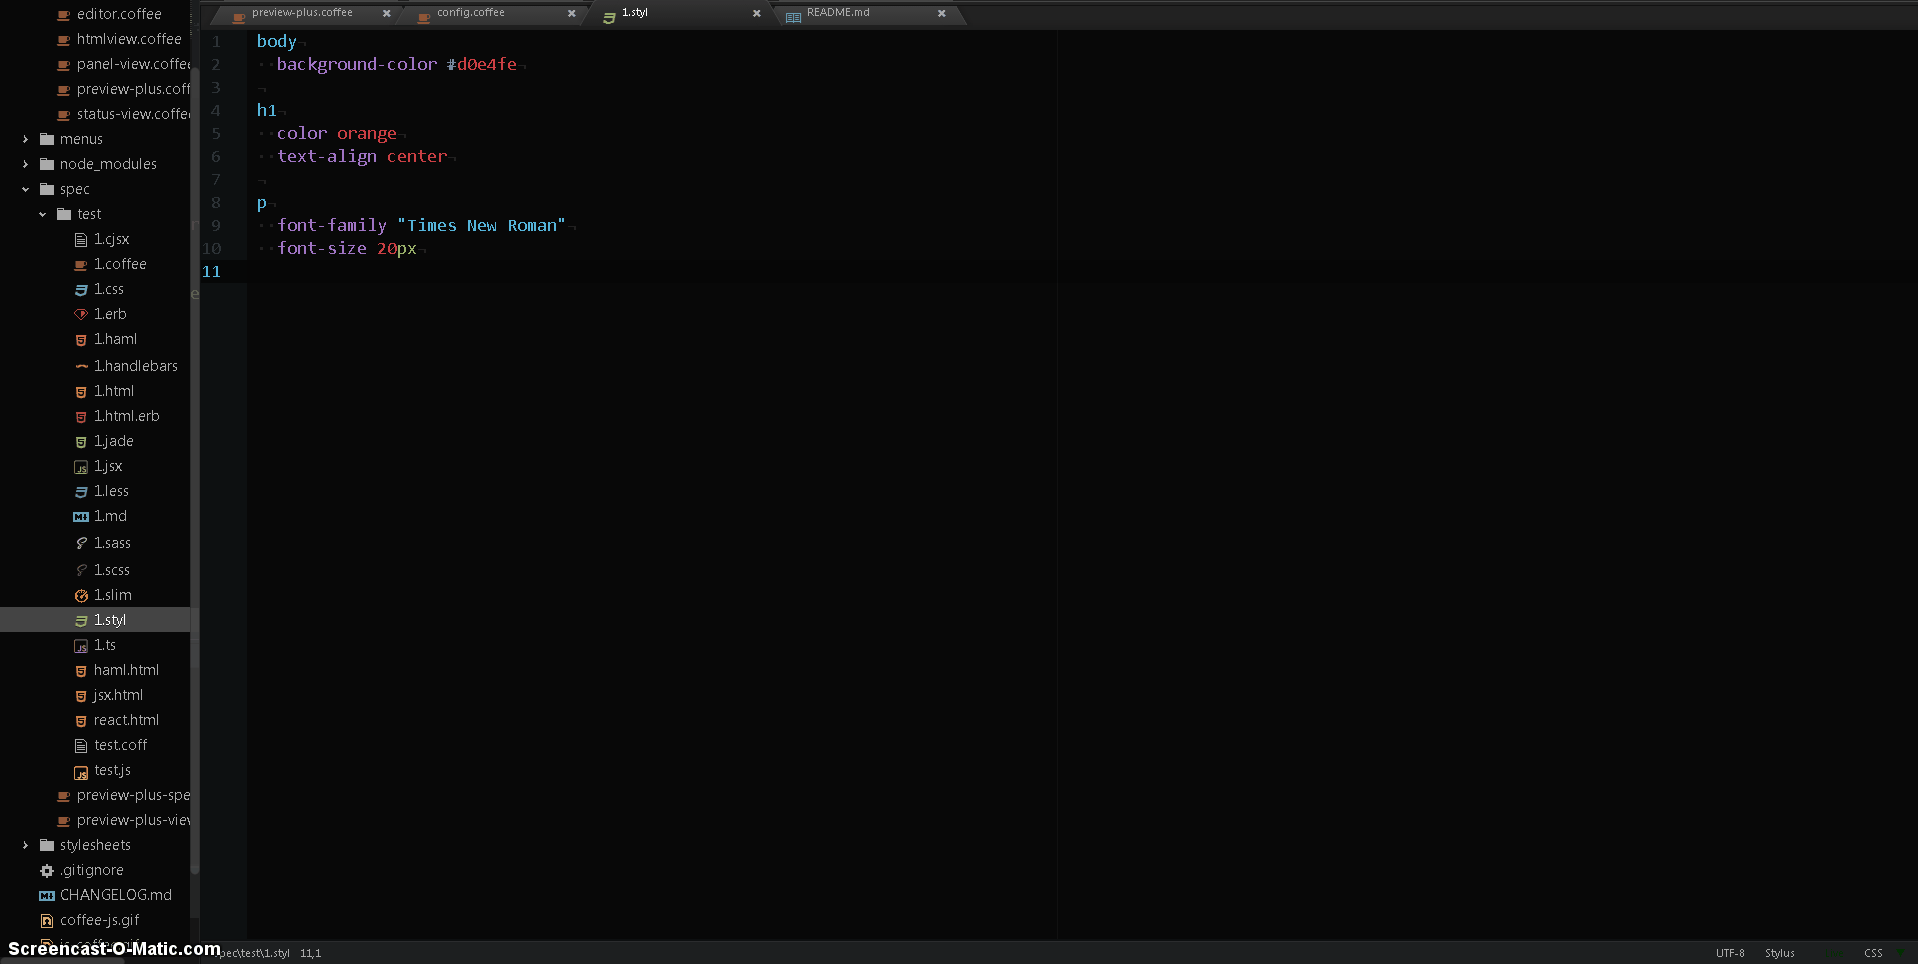 editor.coffee
htmlview.coffee
panel-view.coffee
preview-plus.coff
status-view.coffee
menus
node_modules
spec
test
1.cjsx
1.coffee
1.css
1.erb
1.haml
1.handlebars
1.html
1.html.erb
1.jade
1.jsx
1.less
1.md
1.sass
1.scss
1.slim
1.styl
1.ts
haml.html
jsx.html
react.html
test.coff
test.js
preview-plus-spe
preview-plus-view
stylesheets
.gitignore
CHANGELOG.md
coffee-js.gif
Screencast-O-Matic.com
preview-plus.coffee
config.coffee
1.styl
README.md
1 body
2 background-color #d0e4fe
3
4 h1
5 color orange
6 text-align center
7
8 p
9 font-family "Times New Roman"
10 font-size 20px
11
pec\test\1.styl 11,1
UTF-8 Stylus CSS